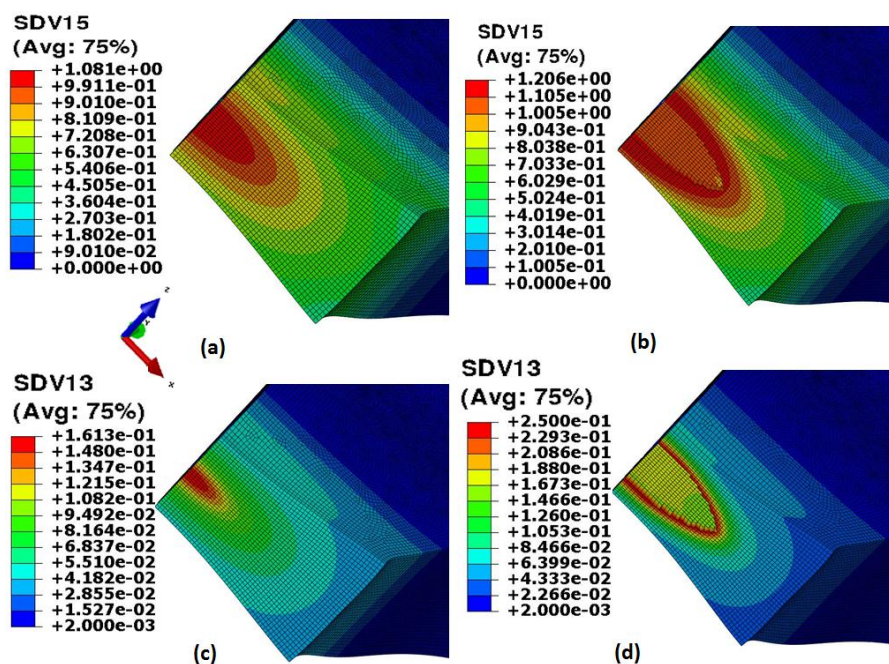 SDV15
(Avg: 75%)
+1.081e+00
+9.911e-01
+9.010e-01
+8.109e-01
+7.208e-01
+6.307e-01
+5.406e-01
+4.505e-01
+3.604e-01
+2.703e-01
+1.802e-01
+9.010e-02
+0.000e+00
(a)
SDV15
(Avg: 75%)
+1.206e+00
+1.105e+00
+1.005e+00
+9.043e-01
+8.038e-01
+7.033e-01
+6.029e-01
+5.024e-01
+4.019e-01
+3.014e-01
+2.010e-01
+1.005e-01
+0.000e+00
(b)
z
Y
x
SDV13
(Avg: 75%)
+1.613e-01
+1.480e-01
+1.347e-01
+1.215e-01
+1.082e-01
+9.492e-02
+8.164e-02
+6.837e-02
+5.510e-02
+4.182e-02
+2.855e-02
+1.527e-02
+2.000e-03
(c)
SDV13
(Avg: 75%)
+2.500e-01
+2.293e-01
+2.086e-01
+1.880e-01
+1.673e-01
+1.466e-01
+1.260e-01
+1.053e-01
+8.466e-02
+6.399e-02
+4.333e-02
+2.266e-02
+2.000e-03
(d)